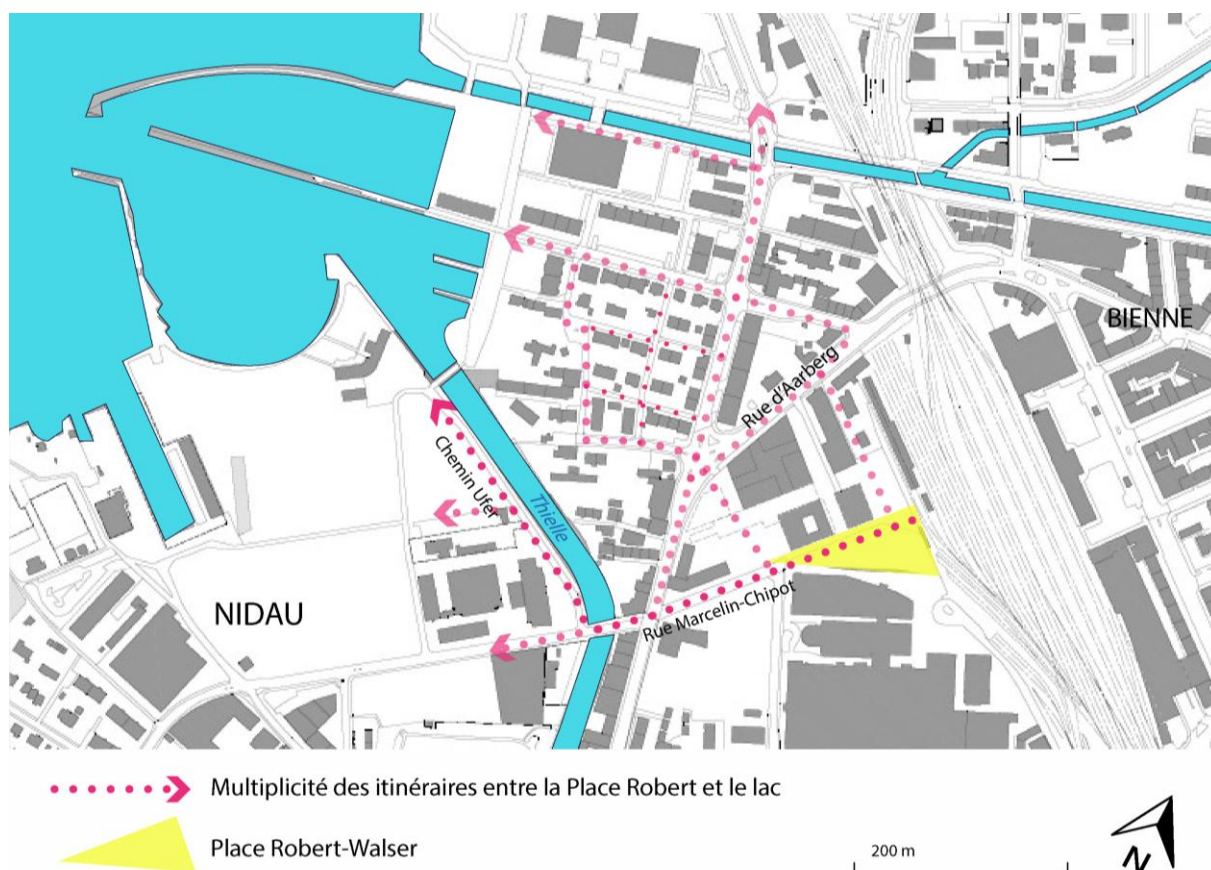 BIENNE
Rue d'Aarberg
Chemin Ufer
Thielle
NIDAU
Rue Marcelin-Chipot
Multiplicité des itinéraires entre la Place Robert et le lac
Place Robert-Walser
200 m
N